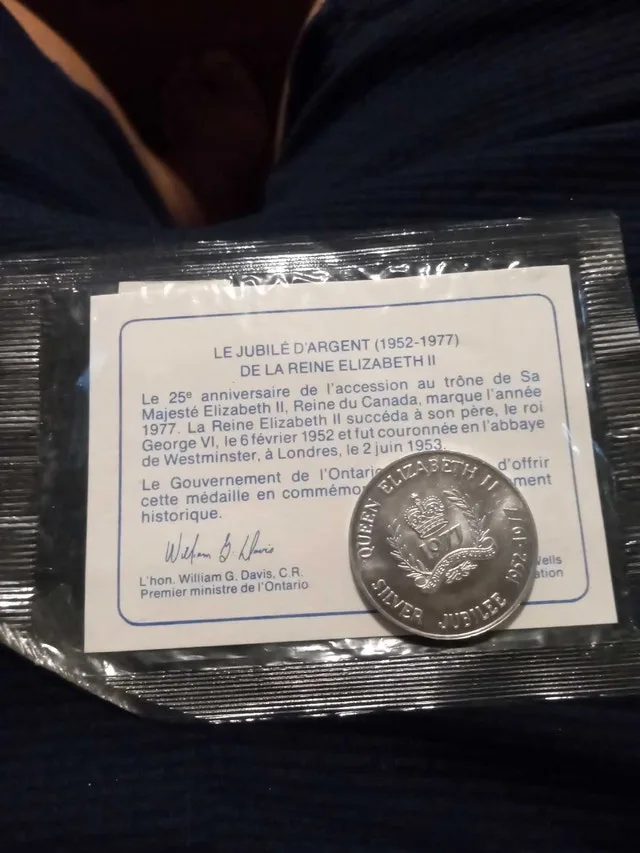 LE JUBILÉ D'ARGENT (1952-1977)
DE LA REINE ELIZABETH II
Le 25e anniversaire de l'accession au trône de Sa
Majesté Elizabeth II, Reine du Canada, marque l'année
1977. La Reine Elizabeth II succéda à son père, le roi
George VI, le 6 février 1952 et fut couronnée en l'abbaye
de Westminster, à Londres, le 2 juin 1953.
Le Gouvernement de l'Ontario d'offrir
cette médaille en
historique.
William G. Davis
L'hon. William G. Davis, C.R.
Premier ministre de l'Ontario
Wells
QUEEN ELIZABETH II 1952-1977
1977
SILVER JUBILEE